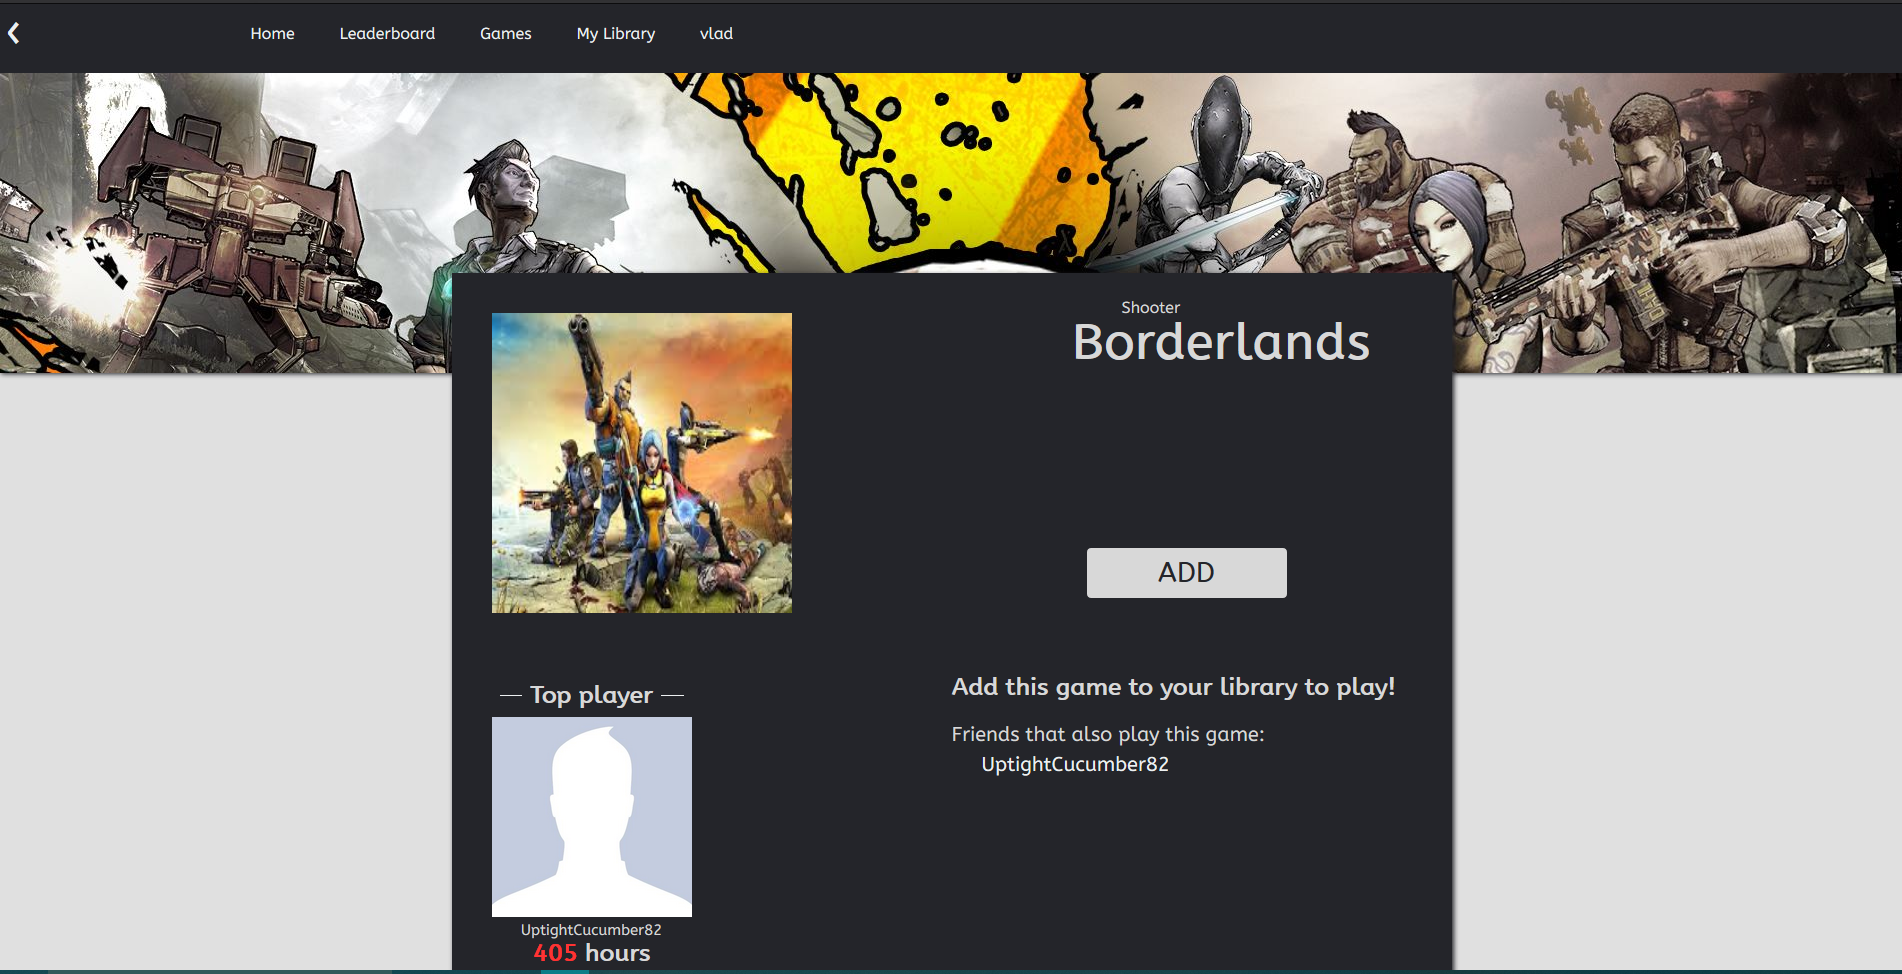 Home Leaderboard Games My Library vlad
Shooter
Borderlands
ADD
Top player
UptightCucumber82
405 hours
Add this game to your library to play!
Friends that also play this game:
UptightCucumber82